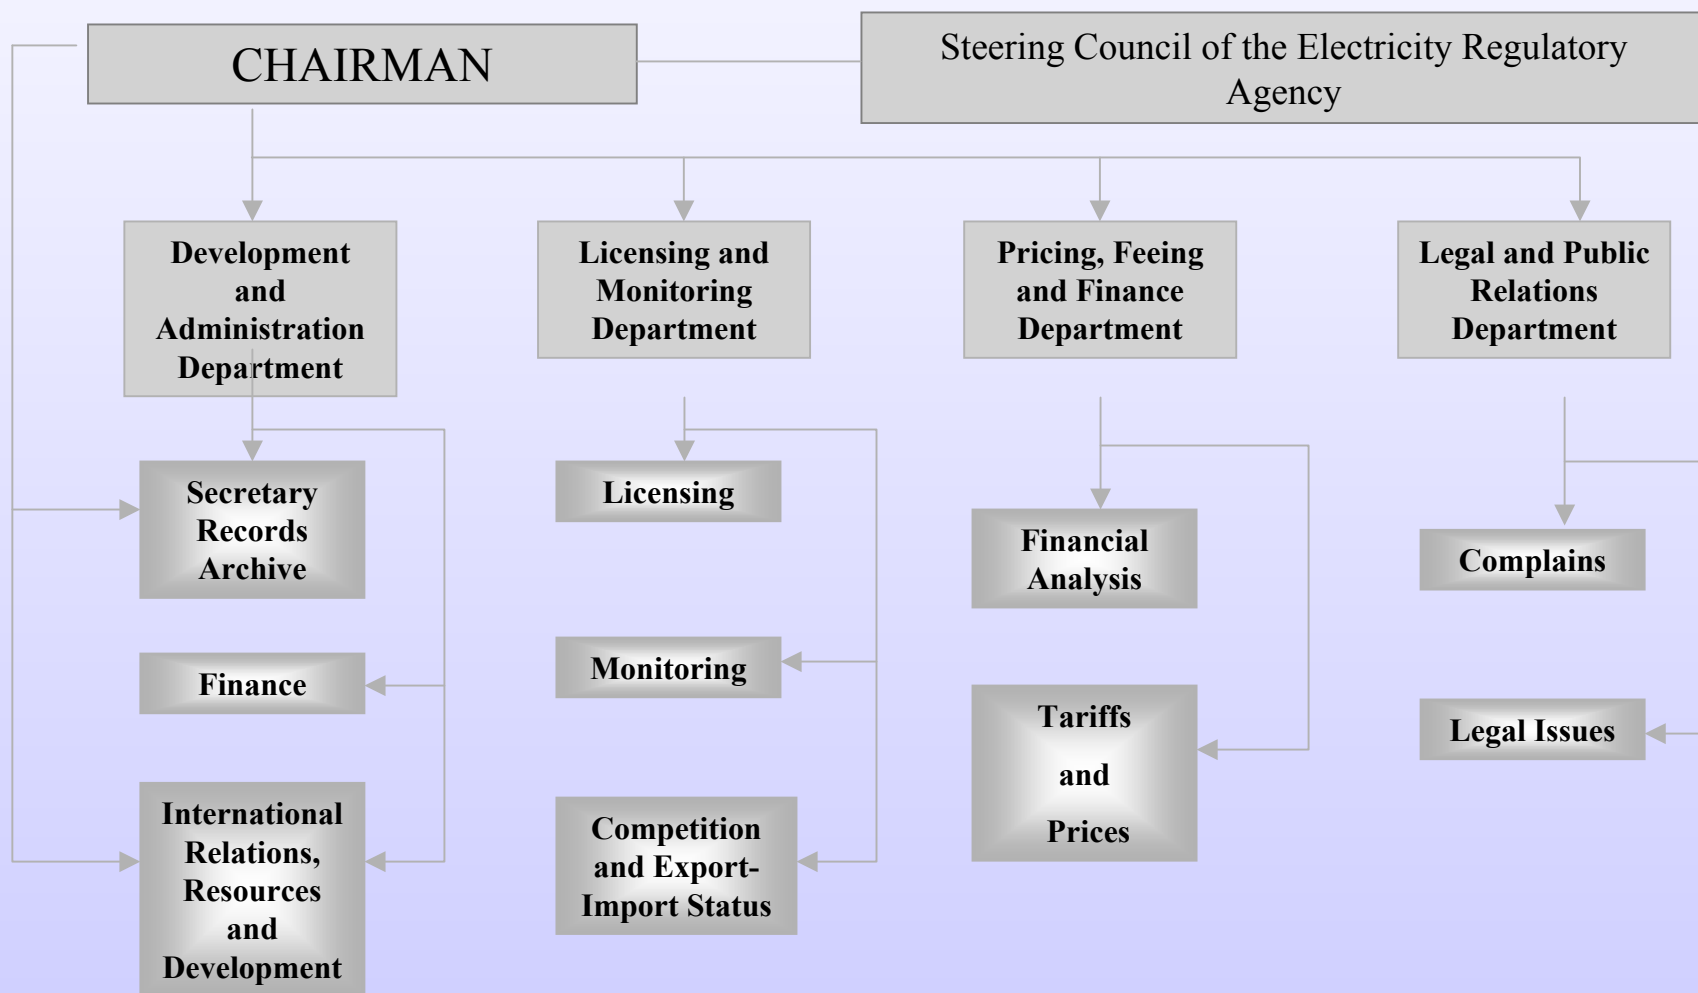 CHAIRMAN
Steering Council of the Electricity Regulatory
Agency
Development
and
Administration
Department
Licensing and
Monitoring
Department
Pricing, Feeing
and Finance
Department
Legal and Public
Relations
Department
Secretary
Records
Archive
Finance
International
Relations,
Resources
and
Development
Licensing
Monitoring
Competition
and Export-
Import Status
Financial
Analysis
Tariffs
and
Prices
Complains
Legal Issues